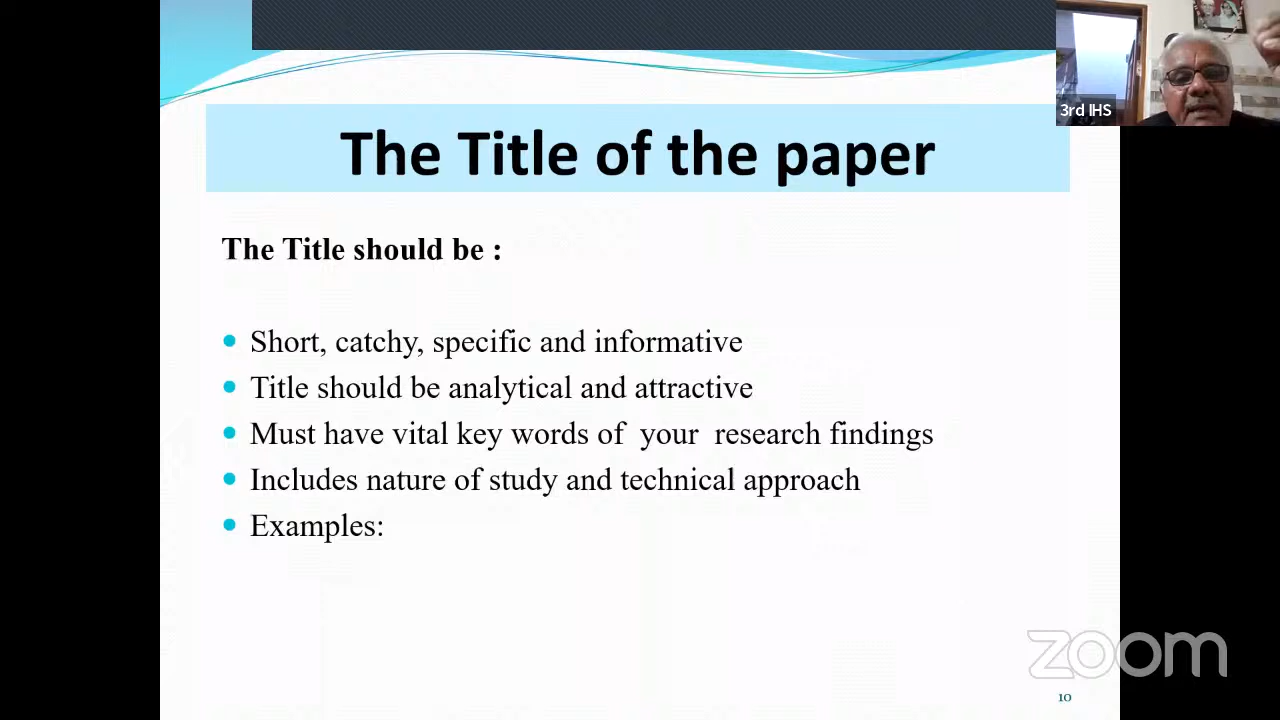 3rd IHS
The Title of the paper
The Title should be :
• Short, catchy, specific and informative
• Title should be analytical and attractive
• Must have vital key words of your research findings
• Includes nature of study and technical approach
• Examples:
zoom
10